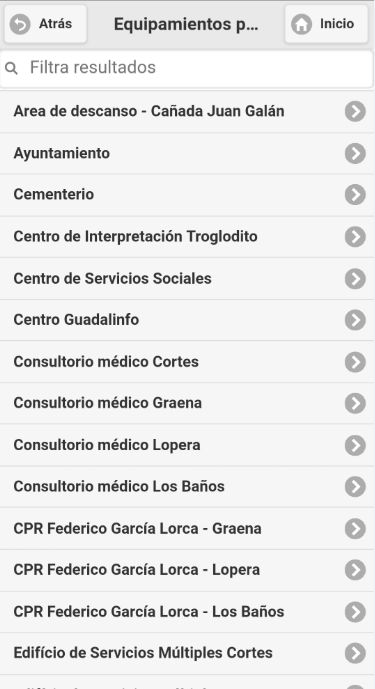 Atrás
Equipamientos p...
Inicio
Filtra resultados
Area de descanso - Cañada Juan Galán
Ayuntamiento
Cementerio
Centro de Interpretación Troglodito
Centro de Servicios Sociales
Centro Guadalinfo
Consultorio médico Cortes
Consultorio médico Graena
Consultorio médico Lopera
Consultorio médico Los Baños
CPR Federico García Lorca - Graena
CPR Federico García Lorca - Lopera
CPR Federico García Lorca - Los Baños
Edifício de Servicios Múltiples Cortes